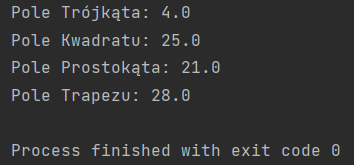 Pole Trójkąta: 4.0
Pole Kwadratu: 25.0
Pole Prostokąta: 21.0
Pole Trapezu: 28.0
Process finished with exit code 0